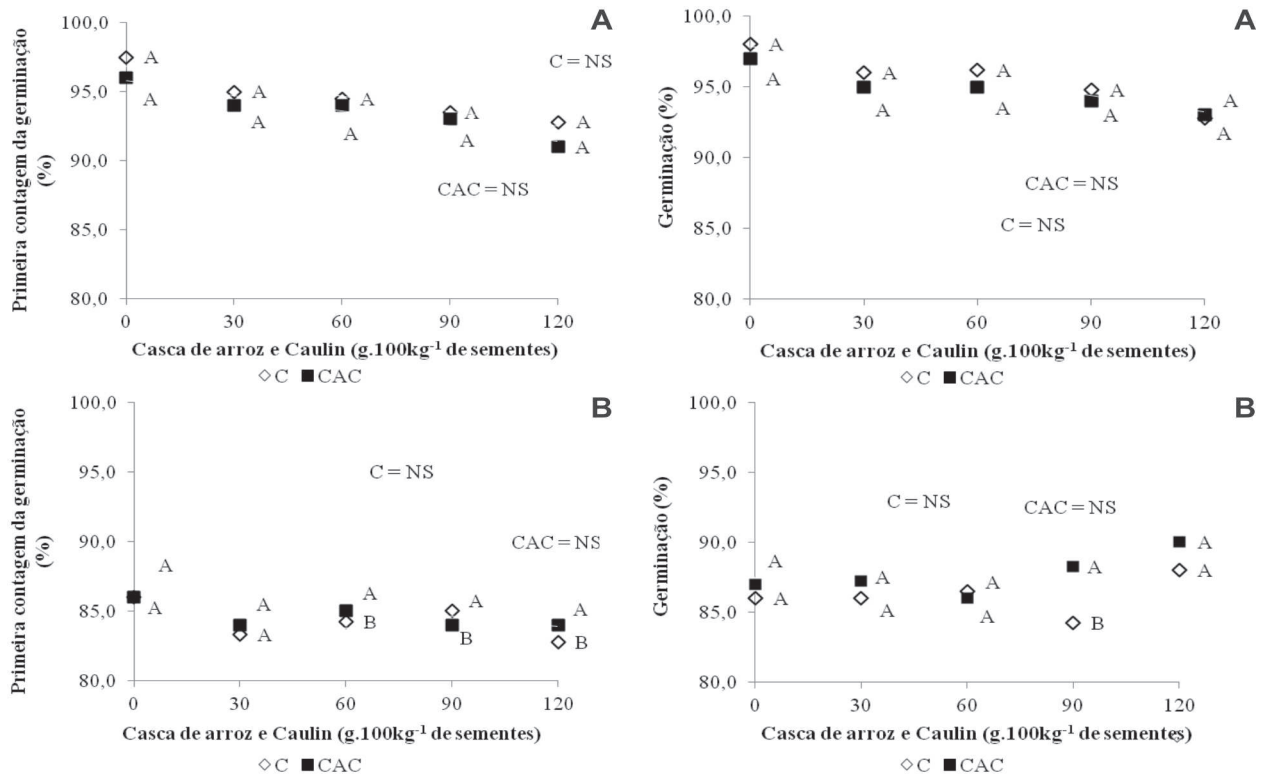 A
100,0
95,0
90,0
85,0
80,0
Primeira contagem da germinação
(%)
A
A
A
A
A
A
A
A
A
A
C = NS
CAC = NS
0 30 60 90 120
Casca de arroz e Caulin (g.100kg⁻¹ de sementes)
C CAC
A
100,0
95,0
90,0
85,0
80,0
Germinação (%)
A
A
A
A
A
A
A
A
A
A
CAC = NS
C = NS
0 30 60 90 120
Casca de arroz e Caulin (g.100kg⁻¹ de sementes)
C CAC
B
100,0
95,0
90,0
85,0
80,0
Primeira contagem da germinação
(%)
C = NS
CAC = NS
A
A
A
A
A
B
A
B
A
B
0 30 60 90 120
Casca de arroz e Caulin (g.100kg⁻¹ de sementes)
C CAC
B
100,0
95,0
90,0
85,0
80,0
Germinação (%)
C = NS
CAC = NS
A
A
A
A
A
A
A
B
A
A
0 30 60 90 120
Casca de arroz e Caulin (g.100kg⁻¹ de sementes)
C CAC